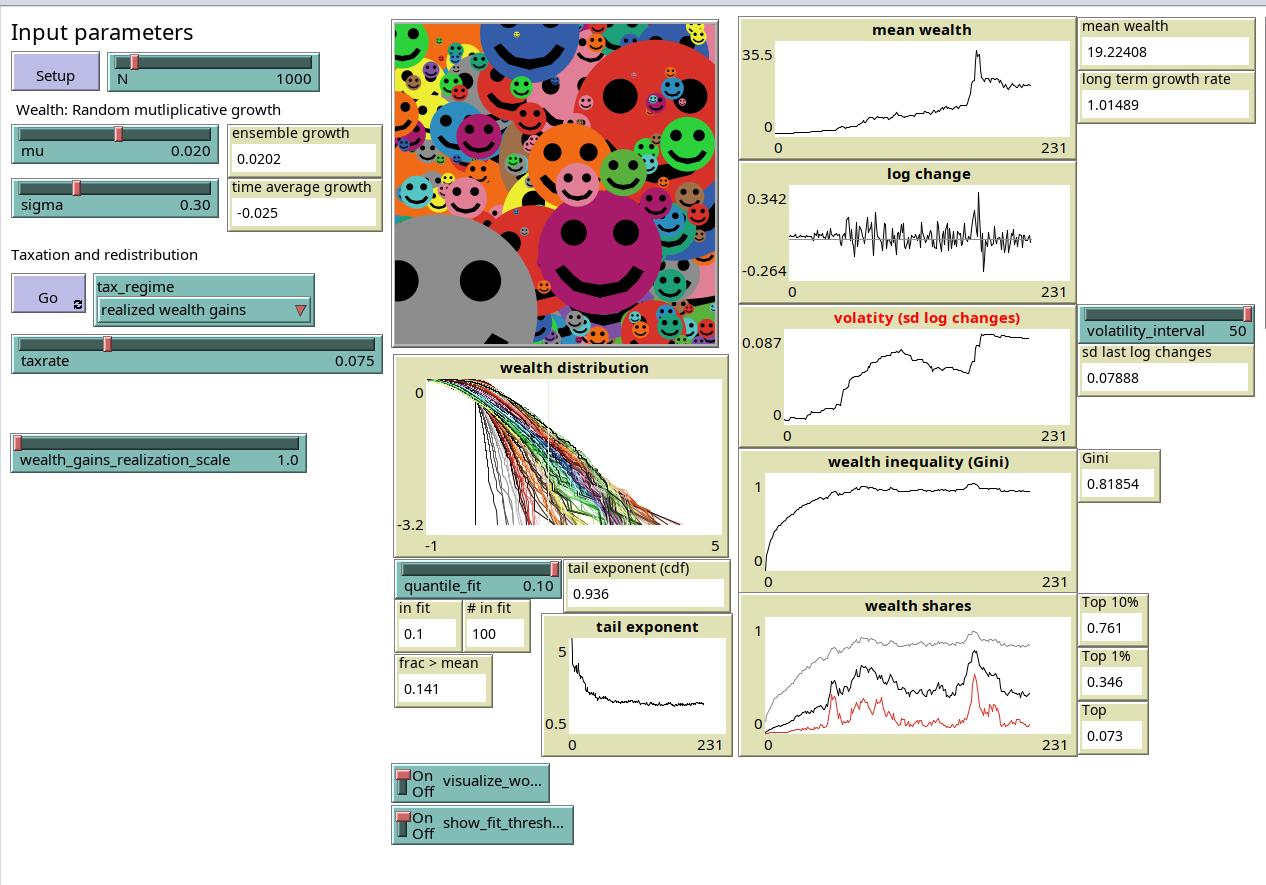 Input parameters
Setup
N 1000
Wealth: Random mutliplicative growth
mu 0.020
ensemble growth
0.0202
sigma 0.30
time average growth
-0.025
Taxation and redistribution
Go
tax_regime
realized wealth gains
taxrate 0.075
wealth_gains_realization_scale 1.0
wealth distribution
0
-3.2
-1 5
quantile_fit 0.10
tail exponent (cdf)
0.936
in fit
0.1
# in fit
100
frac > mean
0.141
tail exponent
5
0.5
0 231
On
Off
visualize_wo...
On
Off
show_fit_thresh...
mean wealth
35.5
0
0 231
mean wealth
19.22408
long term growth rate
1.01489
log change
0.342
-0.264
0 231
volatity (sd log changes)
0.087
0
0 231
volatility_interval 50
sd last log changes
0.07888
wealth inequality (Gini)
1
0
0 231
Gini
0.81854
wealth shares
1
0
0 231
Top 10%
0.761
Top 1%
0.346
Top
0.073